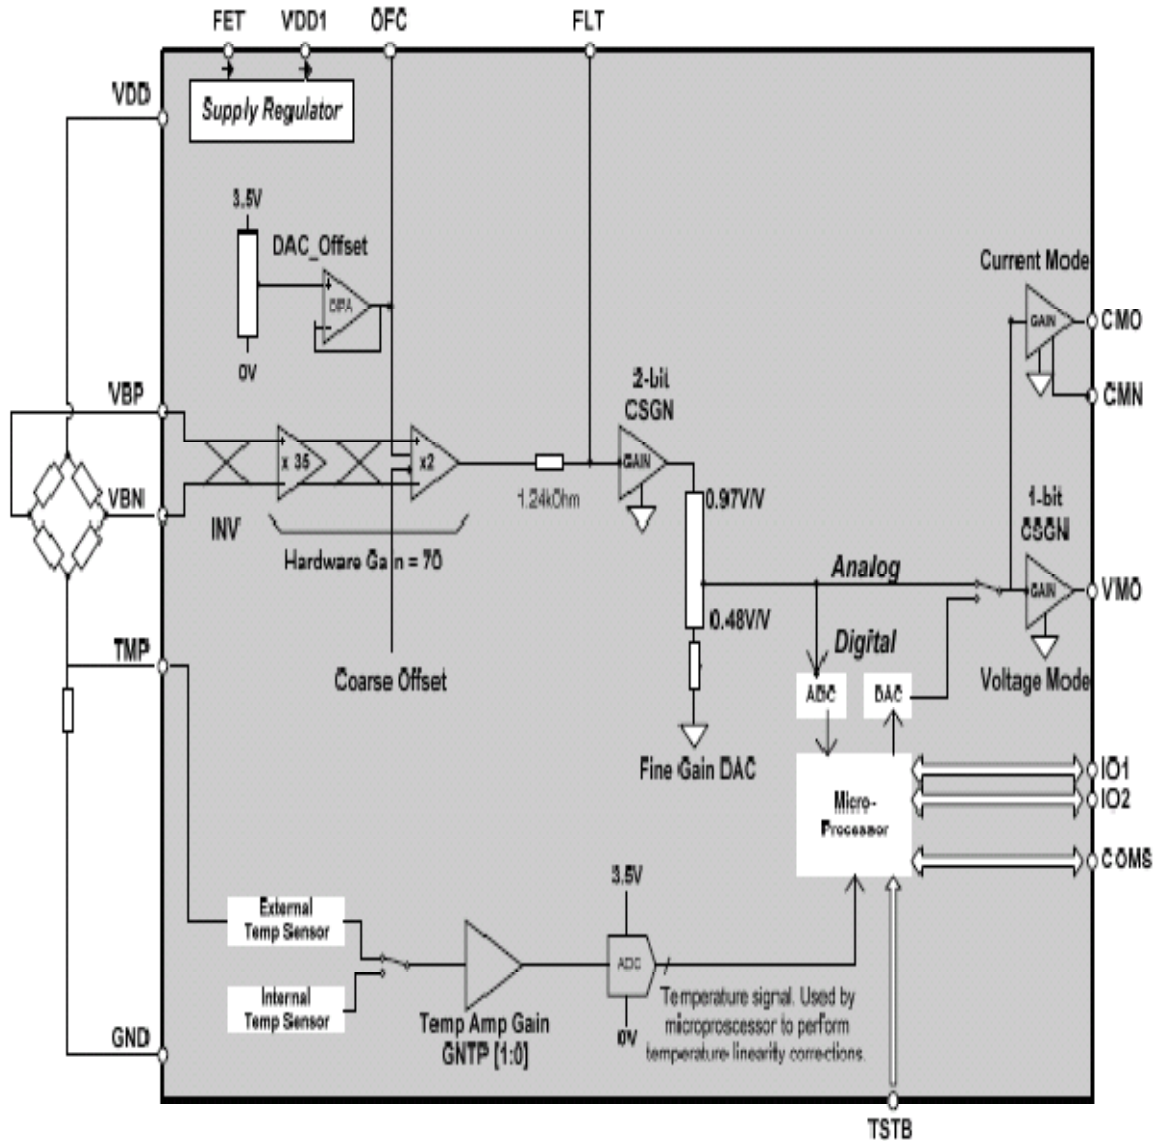 FET VDD1 OFC FLT
VDD
Supply Regulator
3.5V
DAC_Offset
OPA
0V
Current Mode
GAIN
CMO
CMN
VBP
2-bit
CSGN
x 35
x2
GAIN
1.24kOhm
0.97V/V
VBN
INV
Hardware Gain = 70
1-bit
CSGN
Analog
GAIN
VMO
0.48V/V
Digital
TMP
Coarse Offset
Voltage Mode
ADC
DAC
Fine Gain DAC
IO1
IO2
Micro-
Processor
COMS
3.5V
External
Temp Sensor
ADC
Internal
Temp Sensor
Temp Amp Gain
GNTP [1:0]
0V
Temperature signal. Used by
microproscessor to perform
temperature linearity corrections.
GND
TSTB